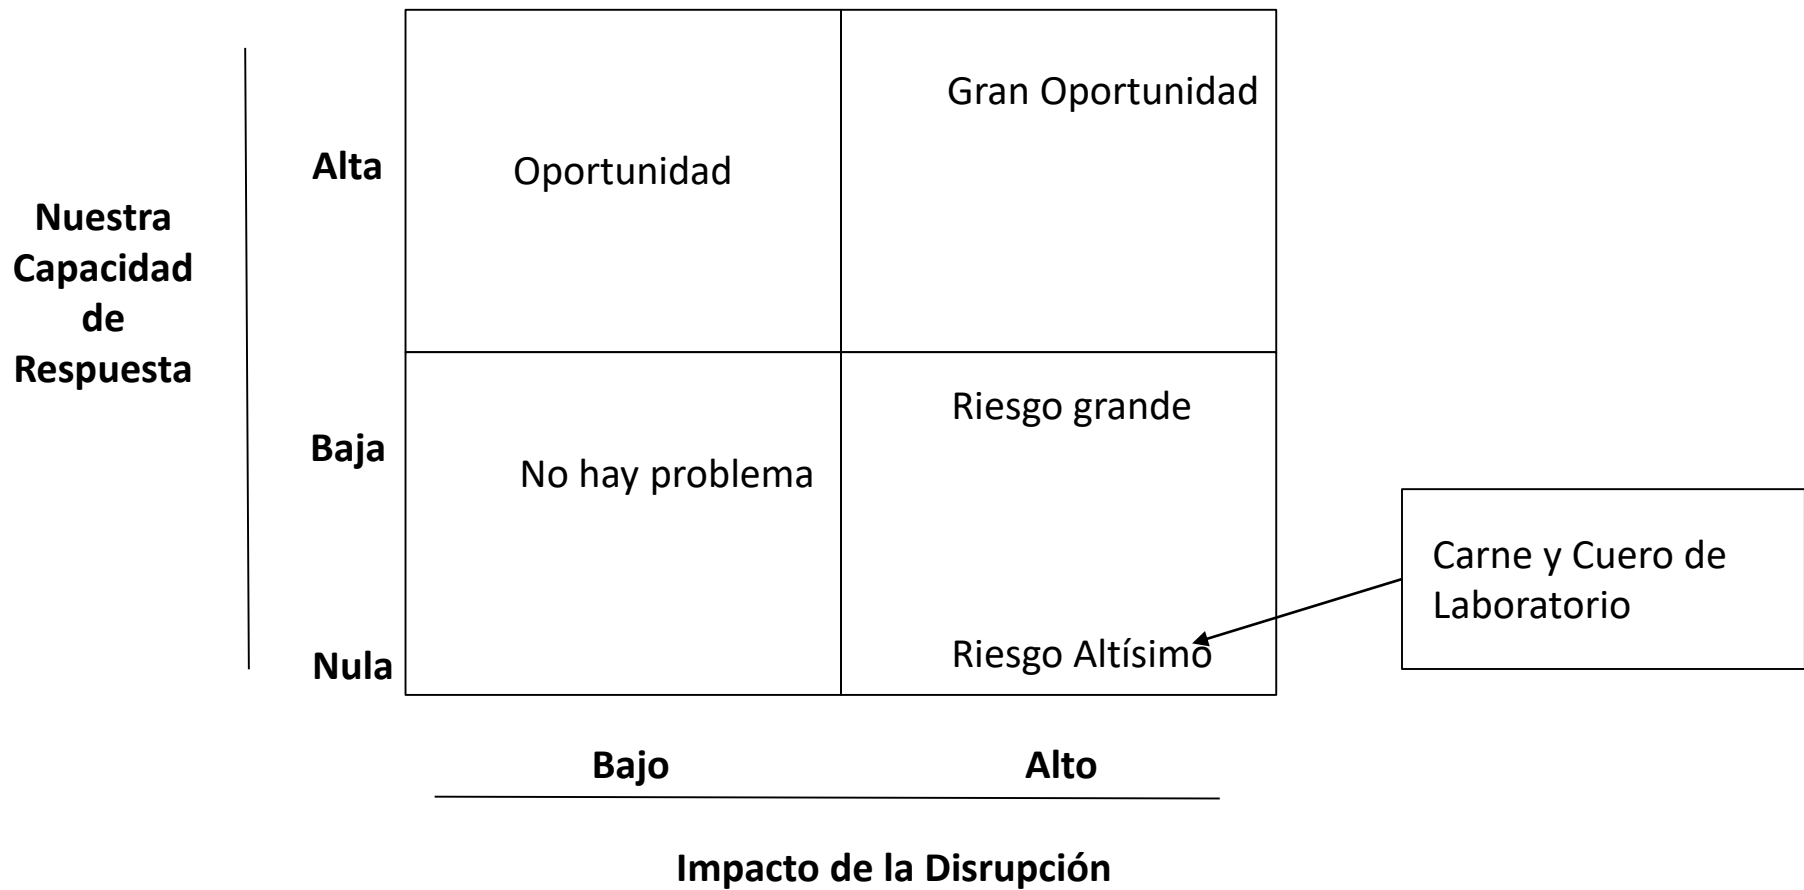 Gran Oportunidad
Alta
Oportunidad
Nuestra
Capacidad
de
Respuesta
Riesgo grande
Baja
No hay problema
Carne y Cuero de
Laboratorio
Riesgo Altísimo
Nula
Bajo
Alto
Impacto de la Disrupción